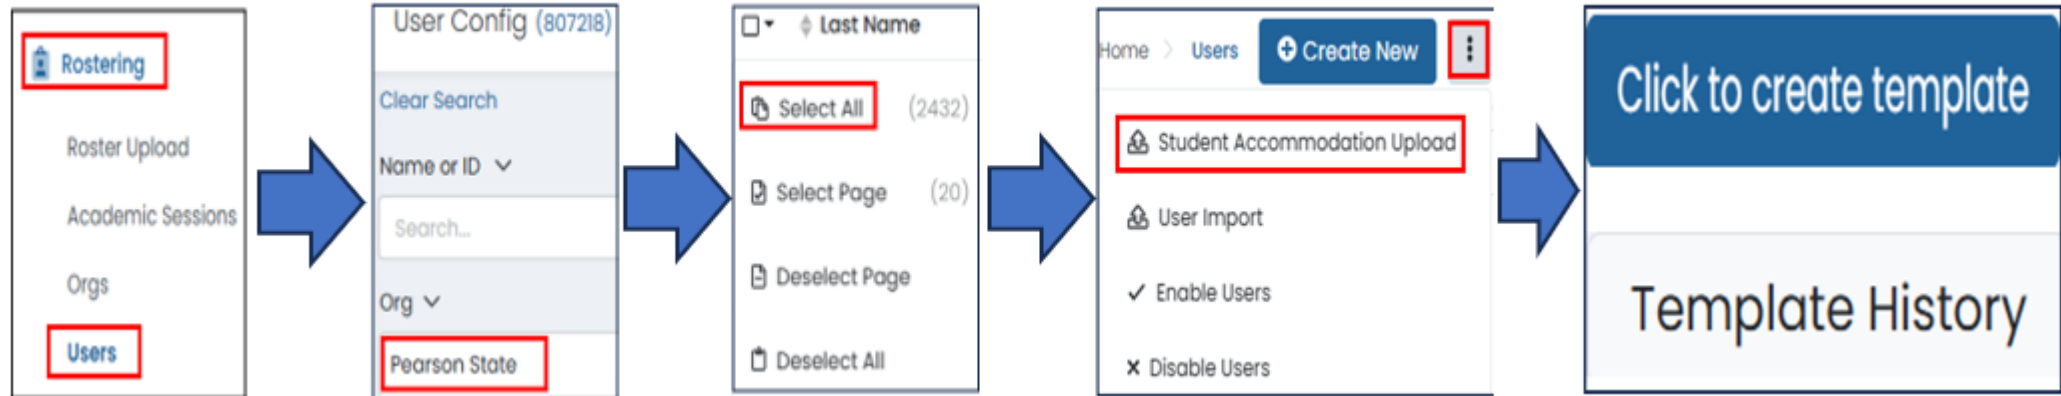 Rostering
Roster Upload
Academic Sessions
Orgs
Users
User Config (807218)
Clear Search
Name or ID
Search...
Org
Pearson State
Last Name
Select All (2432)
Select Page (20)
Deselect Page
Deselect All
Home > Users Create New
Student Accommodation Upload
User Import
Enable Users
Disable Users
Click to create template
Template History